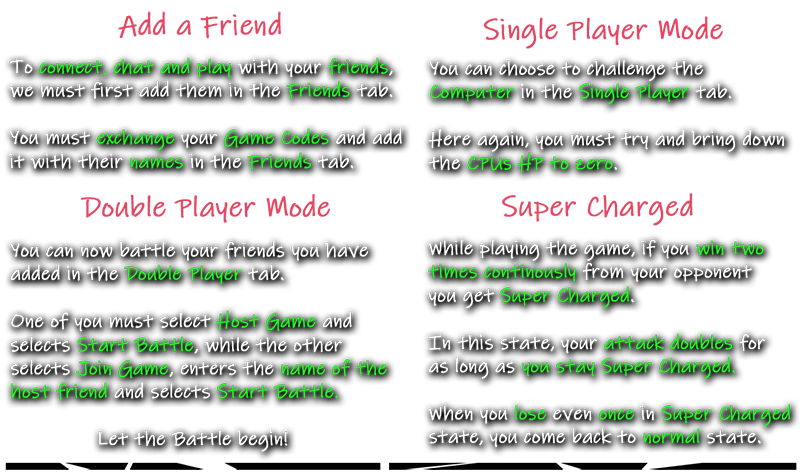 Add a Friend
To connect, chat and play with your friends,
we must first add them in the Friends tab.
You must exchange your Game Codes and add
it with their names in the Friends tab.
Single Player Mode
You can choose to challenge the
Computer in the Single Player tab.
Here again, you must try and bring down
the CPUs HP to zero.
Double Player Mode
You can now battle your friends you have
added in the Double Player tab.
One of you must select Host Game and
selects Start Battle, while the other
selects Join Game, enters the name of the
host friend and selects Start Battle.
Let the Battle begin!
Super Charged
While playing the game, if you win two
times continously from your opponent
you get Super Charged.
In this state, your attack doubles for
as long as you stay Super Charged.
When you lose even once in Super Charged
state, you come back to normal state.